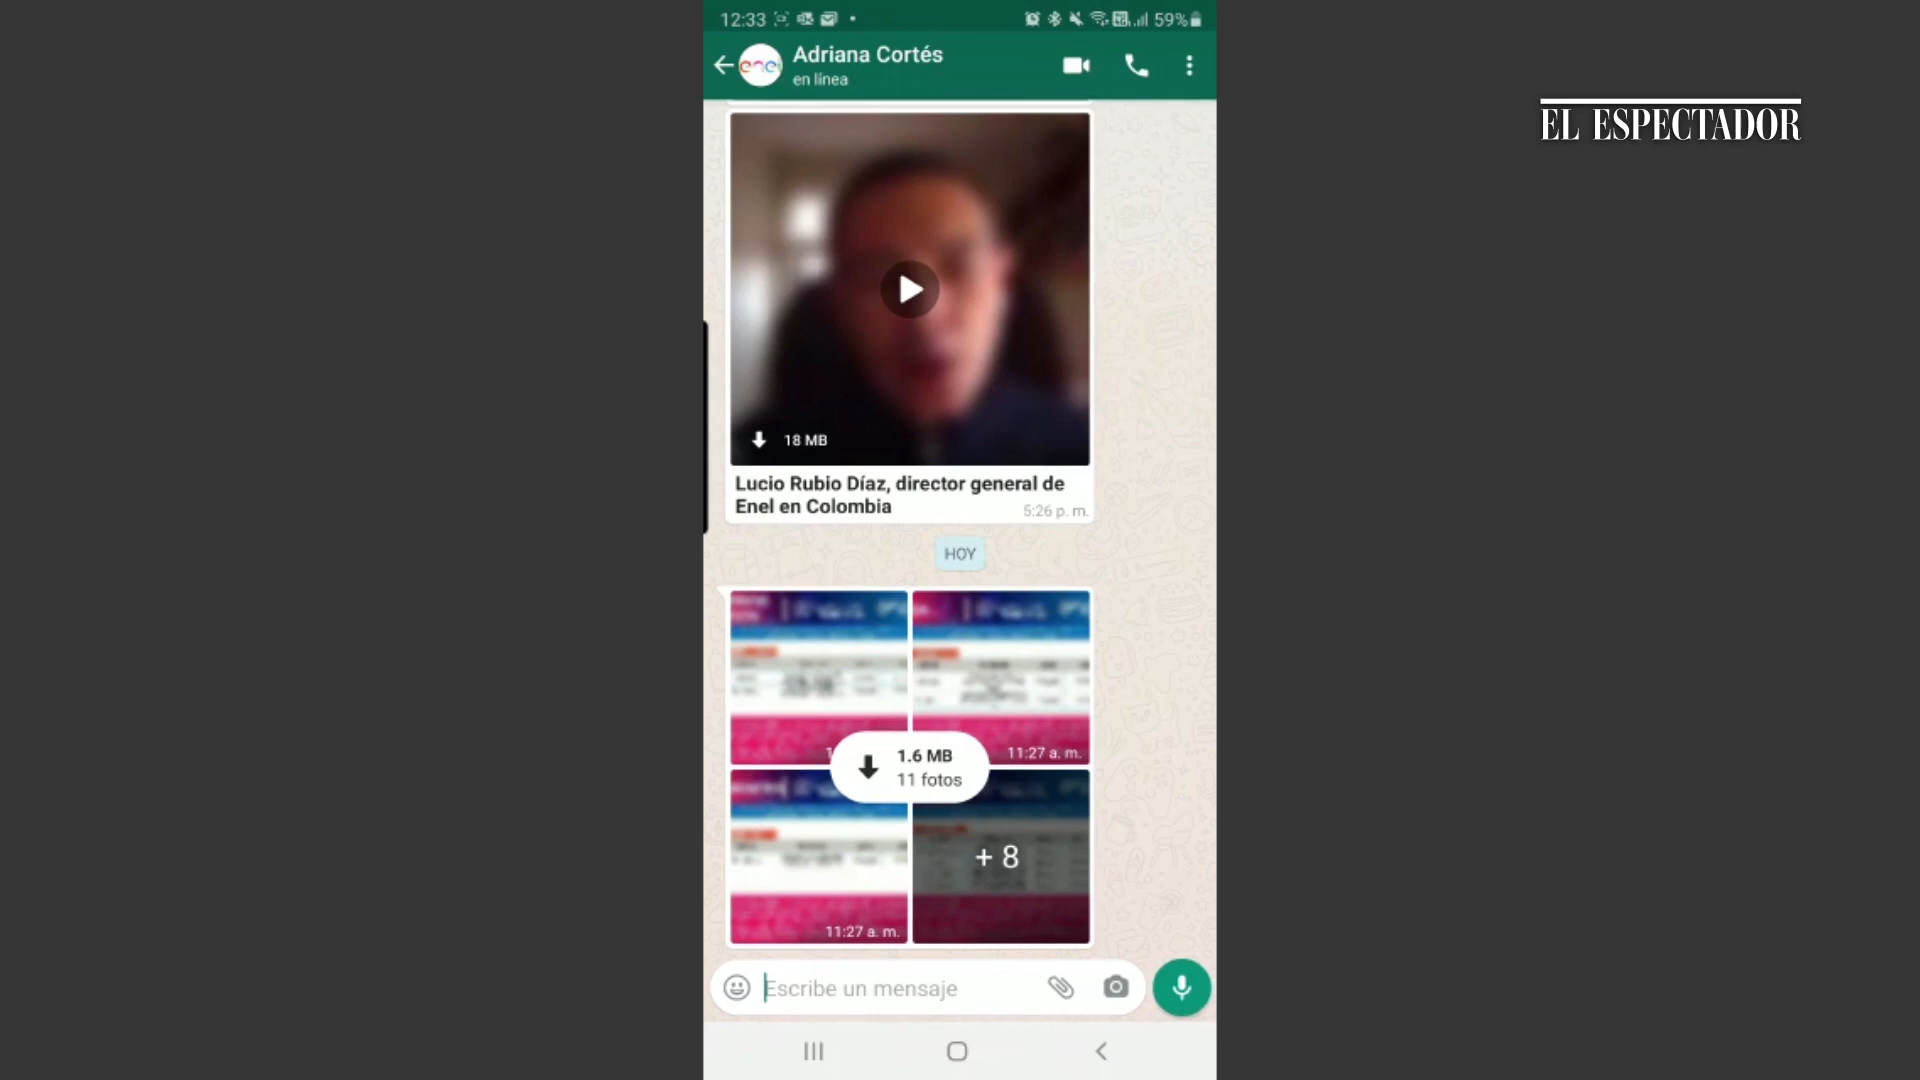 12:33
59%
enel
Adriana Cortés
en línea
EL ESPECTADOR
18 MB
Lucio Rubio Díaz, director general de
Enel en Colombia
5:26 p. m.
HOY
11:27 a. m.
1.6 MB
11 fotos
+ 8
11:27 a. m.
Escribe un mensaje